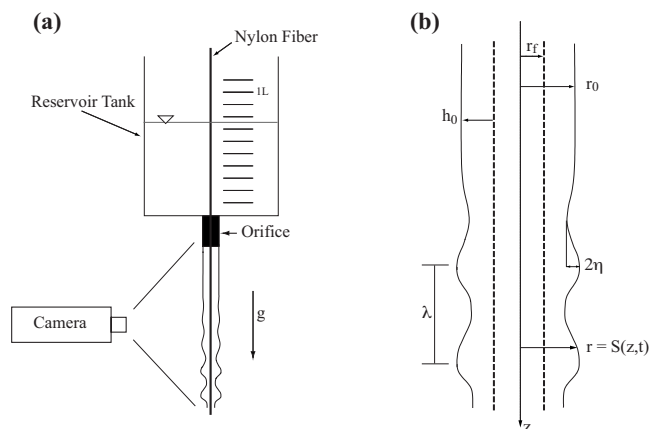 (a)
Nylon Fiber
1L
Reservoir Tank
Orifice
g
Camera
(b)
r_f
r_0
h_0
2η
λ
r = S(z,t)
z